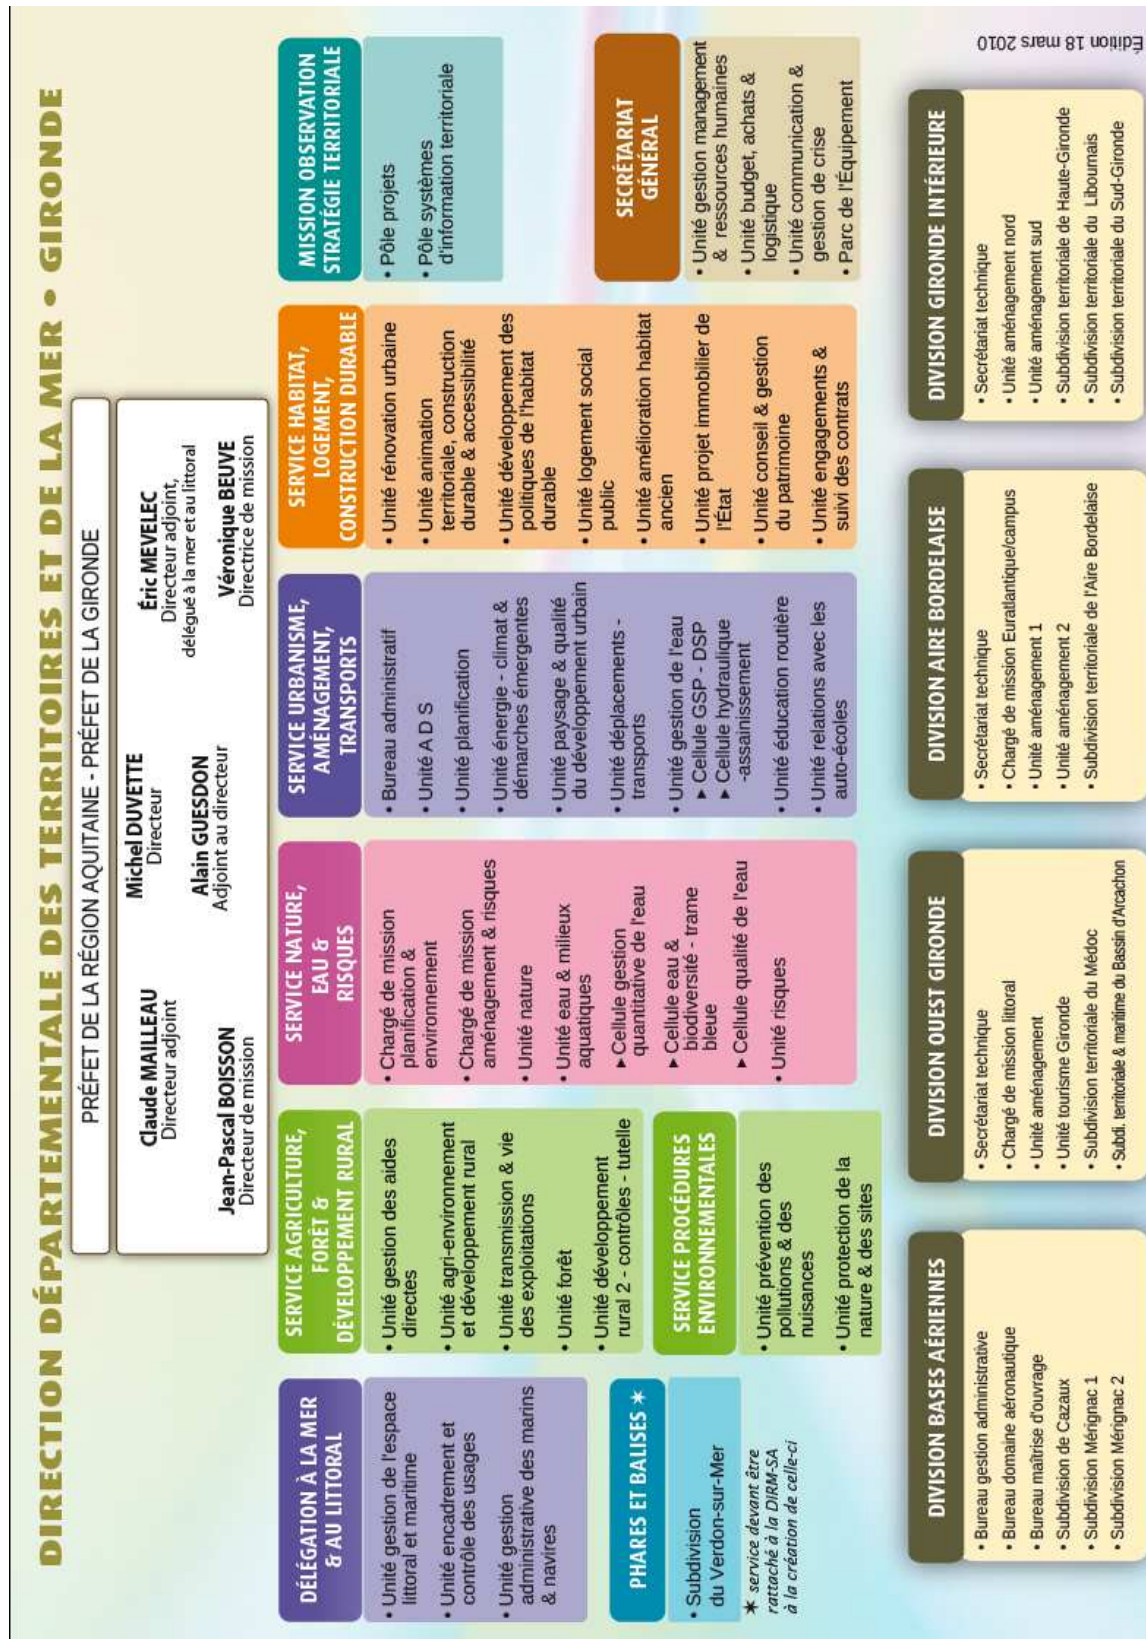 DIRECTION DÉPARTEMENTALE DES TERRITOIRES ET DE LA MER • GIRONDE
PRÉFET DE LA RÉGION AQUITAINE - PRÉFET DE LA GIRONDE
Claude MAILLEAU
Directeur adjoint
Michel DUVETTE
Directeur
Éric MEVELEC
Directeur adjoint,
délégué à la mer et au littoral
Jean-Pascal BOISSON
Directeur de mission
Alain GUESDON
Adjoint au directeur
Véronique BEUVE
Directrice de mission
DÉLÉGATION À LA MER
& AU LITTORAL
• Unité gestion de l'espace
littoral et maritime
• Unité encadrement et
contrôle des usages
• Unité gestion
administrative des marins
& navires
PHARES ET BALISES ✶
• Subdivision
du Verdon-sur-Mer
✶ service devant être
rattaché à la DIRM-SA
à la création de celle-ci
SERVICE AGRICULTURE,
FORÊT &
DÉVELOPPEMENT RURAL
• Unité gestion des aides
directes
• Unité agri-environnement
et développement rural
• Unité transmission & vie
des exploitations
• Unité forêt
• Unité développement
rural 2 - contrôles - tutelle
SERVICE PROCÉDURES
ENVIRONNEMENTALES
• Unité prévention des
pollutions & des
nuisances
• Unité protection de la
nature & des sites
SERVICE NATURE,
EAU &
RISQUES
• Chargé de mission
planification &
environnement
• Chargé de mission
aménagement & risques
• Unité nature
• Unité eau & milieux
aquatiques
► Cellule gestion
quantitative de l'eau
► Cellule eau &
biodiversité - trame
bleue
► Cellule qualité de l'eau
• Unité risques
SERVICE URBANISME,
AMÉNAGEMENT,
TRANSPORTS
• Bureau administratif
• Unité A D S
• Unité planification
• Unité énergie - climat &
démarches émergentes
• Unité paysage & qualité
du développement urbain
• Unité déplacements -
transports
• Unité gestion de l'eau
► Cellule GSP - DSP
► Cellule hydraulique
-assainissement
• Unité éducation routière
• Unité relations avec les
auto-écoles
SERVICE HABITAT,
LOGEMENT,
CONSTRUCTION DURABLE
• Unité rénovation urbaine
• Unité animation
territoriale, construction
durable & accessibilité
• Unité développement des
politiques de l'habitat
durable
• Unité logement social
public
• Unité amélioration habitat
ancien
• Unité projet immobilier de
l'État
• Unité conseil & gestion
du patrimoine
• Unité engagements &
suivi des contrats
MISSION OBSERVATION
STRATÉGIE TERRITORIALE
• Pôle projets
• Pôle systèmes
d'information territoriale
SECRÉTARIAT
GÉNÉRAL
• Unité gestion management
& ressources humaines
• Unité budget, achats &
logistique
• Unité communication &
gestion de crise
• Parc de l'Équipement
DIVISION BASES AÉRIENNES
• Bureau gestion administrative
• Bureau domaine aéronautique
• Bureau maîtrise d'ouvrage
• Subdivision de Cazaux
• Subdivision Mérignac 1
• Subdivision Mérignac 2
DIVISION OUEST GIRONDE
• Secrétariat technique
• Chargé de mission littoral
• Unité aménagement
• Unité tourisme Gironde
• Subdivision territoriale du Médoc
• Subdi. territoriale & maritime du Bassin d'Arcachon
DIVISION AIRE BORDELAISE
• Secrétariat technique
• Chargé de mission Euratlantique/campus
• Unité aménagement 1
• Unité aménagement 2
• Subdivision territoriale de l'Aire Bordelaise
DIVISION GIRONDE INTÉRIEURE
• Secrétariat technique
• Unité aménagement nord
• Unité aménagement sud
• Subdivision territoriale de Haute-Gironde
• Subdivision territoriale du Libournais
• Subdivision territoriale du Sud-Gironde
Édition 18 mars 2010